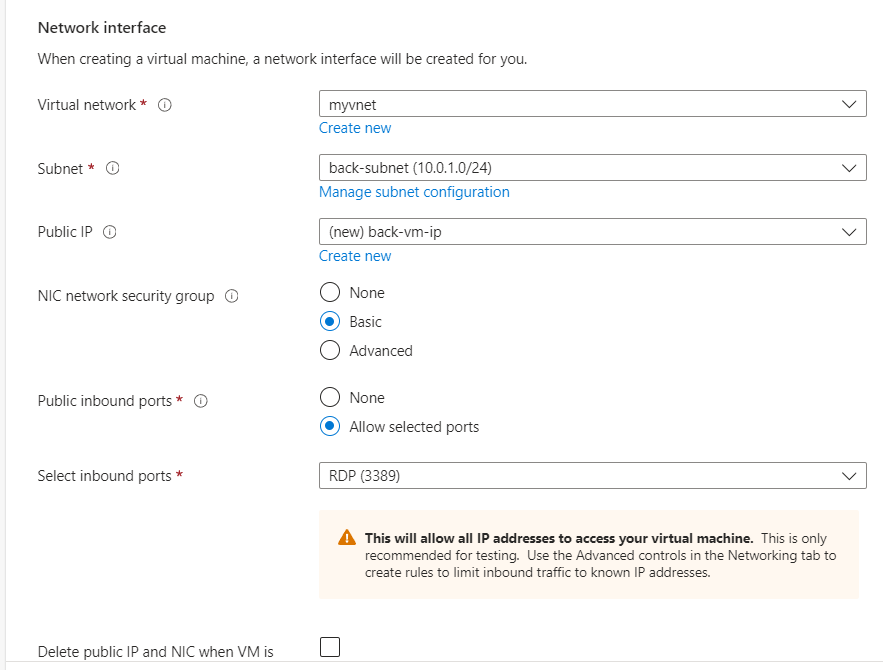 Network interface
When creating a virtual machine, a network interface will be created for you.
Virtual network *
myvnet
Create new
Subnet *
back-subnet (10.0.1.0/24)
Manage subnet configuration
Public IP
(new) back-vm-ip
Create new
NIC network security group
None
Basic
Advanced
Public inbound ports *
None
Allow selected ports
Select inbound ports *
RDP (3389)
This will allow all IP addresses to access your virtual machine. This is only
recommended for testing. Use the Advanced controls in the Networking tab to
create rules to limit inbound traffic to known IP addresses.
Delete public IP and NIC when VM is